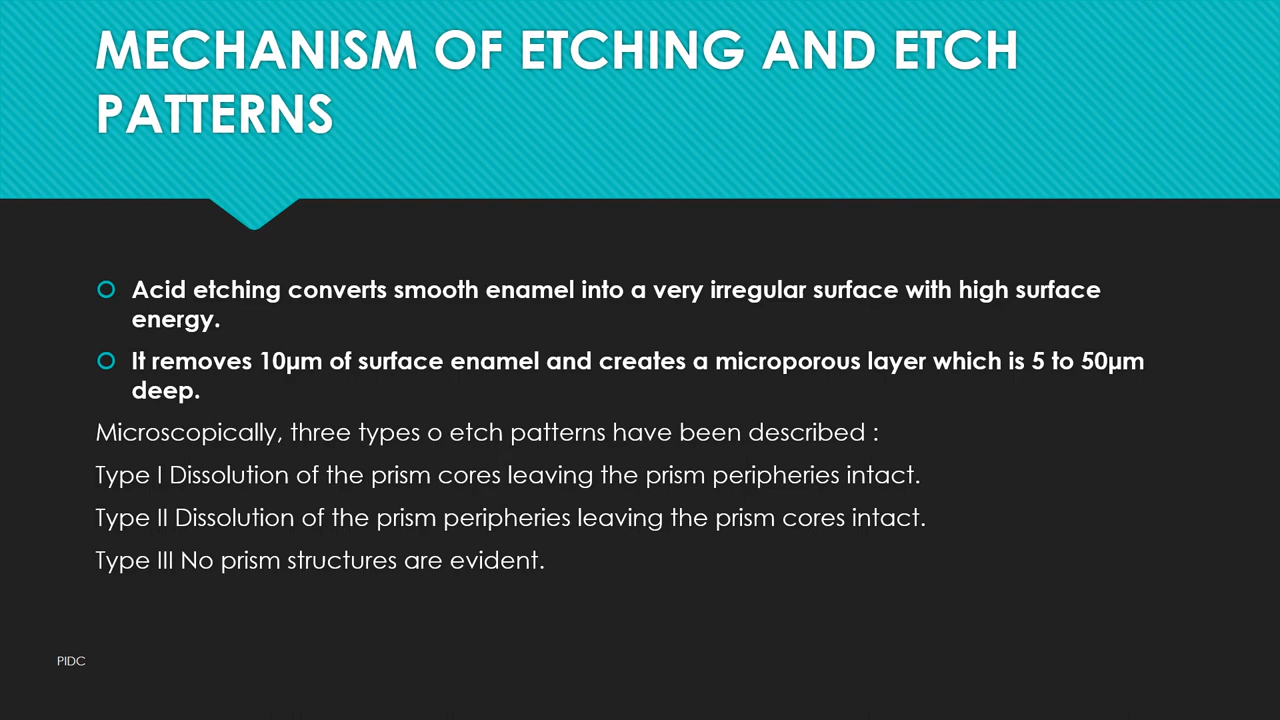 MECHANISM OF ETCHING AND ETCH
PATTERNS
Acid etching converts smooth enamel into a very irregular surface with high surface
energy.
It removes 10µm of surface enamel and creates a microporous layer which is 5 to 50µm
deep.
Microscopically, three types o etch patterns have been described :
Type I Dissolution of the prism cores leaving the prism peripheries intact.
Type II Dissolution of the prism peripheries leaving the prism cores intact.
Type III No prism structures are evident.
PIDC